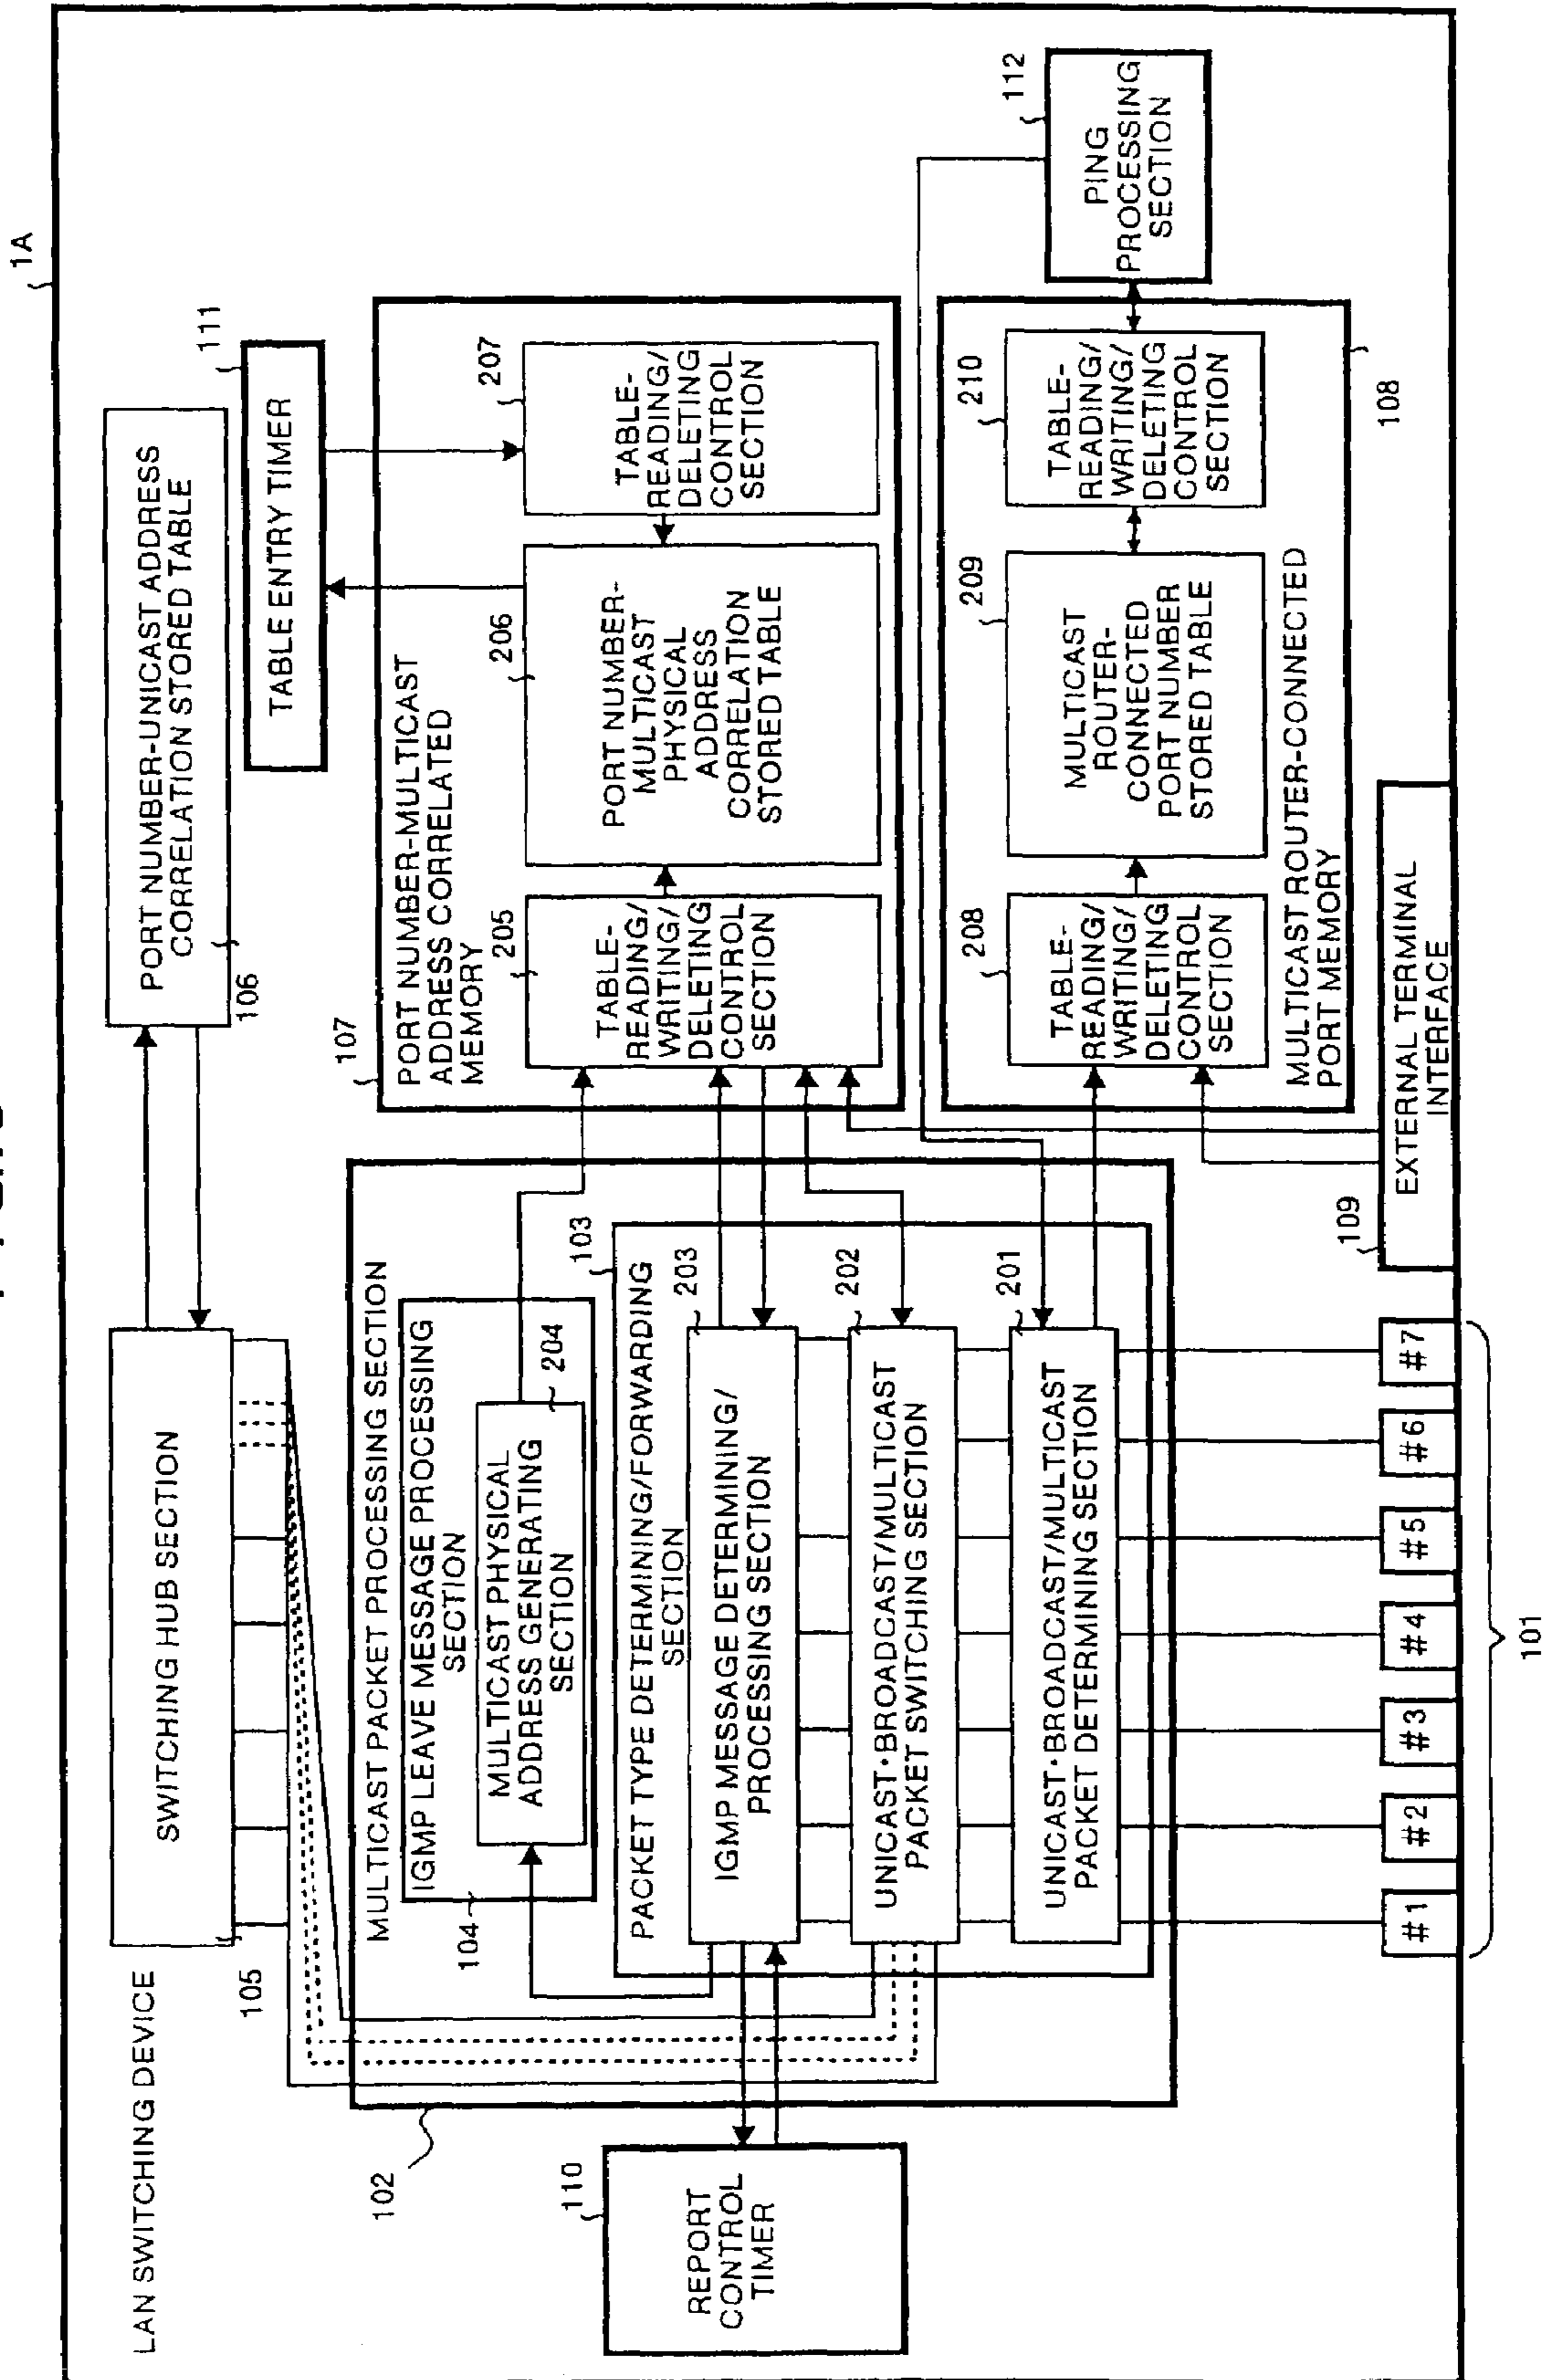 1A
LAN SWITCHING DEVICE
SWITCHING HUB SECTION
105
PORT NUMBER-UNICAST ADDRESS
CORRELATION STORED TABLE
106
TABLE ENTRY TIMER
111
102
MULTICAST PACKET PROCESSING SECTION
IGMP LEAVE MESSAGE PROCESSING
SECTION
104
MULTICAST PHYSICAL
ADDRESS GENERATING
SECTION
204
103
PACKET TYPE DETERMINING/FORWARDING
SECTION
203
IGMP MESSAGE DETERMINING/
PROCESSING SECTION
202
UNICAST·BROADCAST/MULTICAST
PACKET SWITCHING SECTION
201
UNICAST·BROADCAST/MULTICAST
PACKET DETERMINING SECTION
110
REPORT
CONTROL
TIMER
107
PORT NUMBER-MULTICAST
ADDRESS CORRELATED
MEMORY
205
TABLE-
READING/
WRITING/
DELETING
CONTROL
SECTION
206
PORT NUMBER-
MULTICAST
PHYSICAL
ADDRESS
CORRELATION
STORED TABLE
207
TABLE-
READING/
DELETING
CONTROL
SECTION
208
TABLE-
READING/
WRITING/
DELETING
CONTROL
SECTION
209
MULTICAST
ROUTER-
CONNECTED
PORT NUMBER
STORED TABLE
210
TABLE-
READING/
WRITING/
DELETING
CONTROL
SECTION
MULTICAST ROUTER-CONNECTED
PORT MEMORY
108
112
PING
PROCESSING
SECTION
109
EXTERNAL TERMINAL
INTERFACE
#1
#2
#3
#4
#5
#6
#7
101